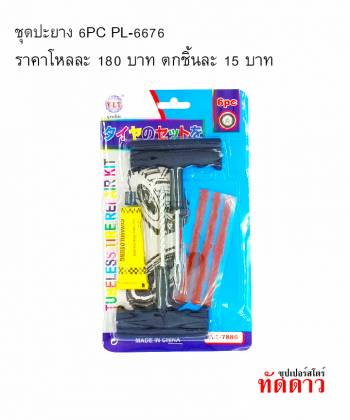 ชุดปะยาง 6PC PL-6676
ราคาโหลละ 180 บาท ตกชิ้นละ 15 บาท
Y.L.T.
6pc
タイヤのセットを
TUBELESS TIRE REPAIR KIT
MADE IN CHINA
-7886
ซุปเปอร์สโตร์
ทัดดาว